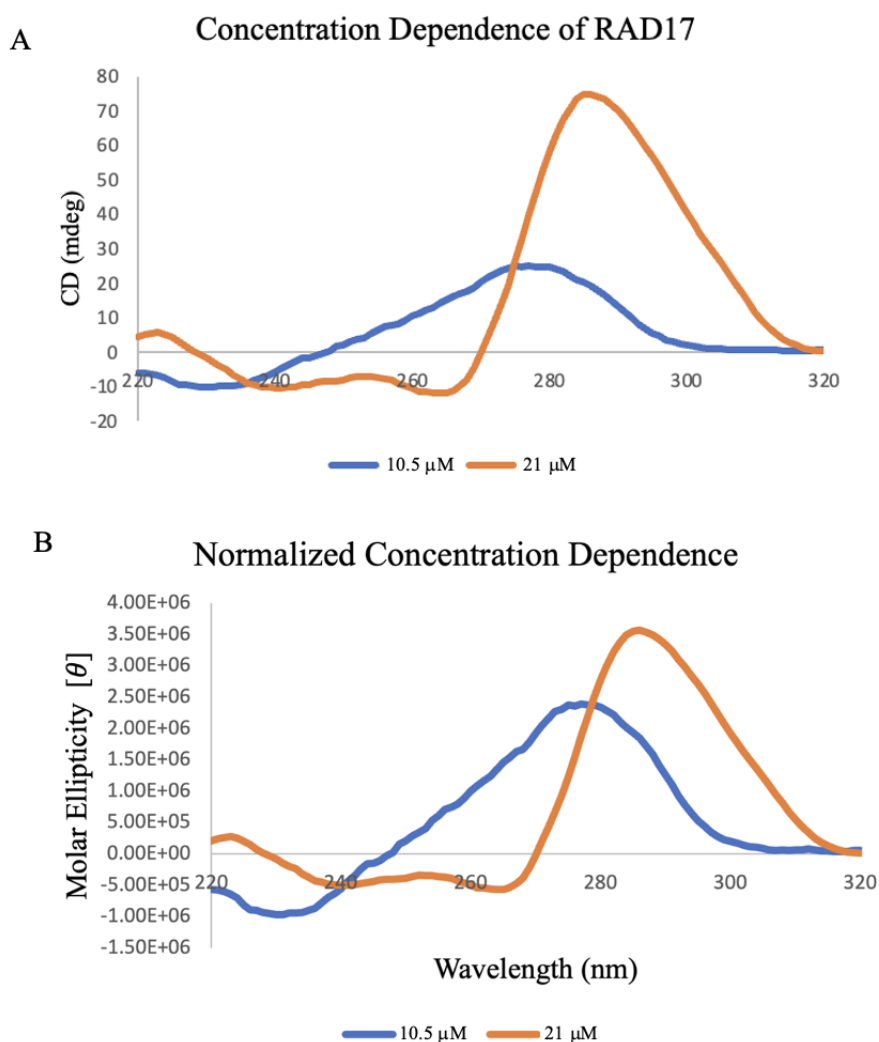 A
Concentration Dependence of RAD17
80
70
60
50
40
30
20
10
0
-10
-20
CD (mdeg)
220 240 260 280 300 320
10.5 μM 21 μM
B
Normalized Concentration Dependence
4.00E+06
3.50E+06
3.00E+06
2.50E+06
2.00E+06
1.50E+06
1.00E+06
5.00E+05
0.00E+00
-5.00E+05
-1.00E+06
-1.50E+06
Molar Ellipticity [θ]
220 240 260 280 300 320
Wavelength (nm)
10.5 μM 21 μM